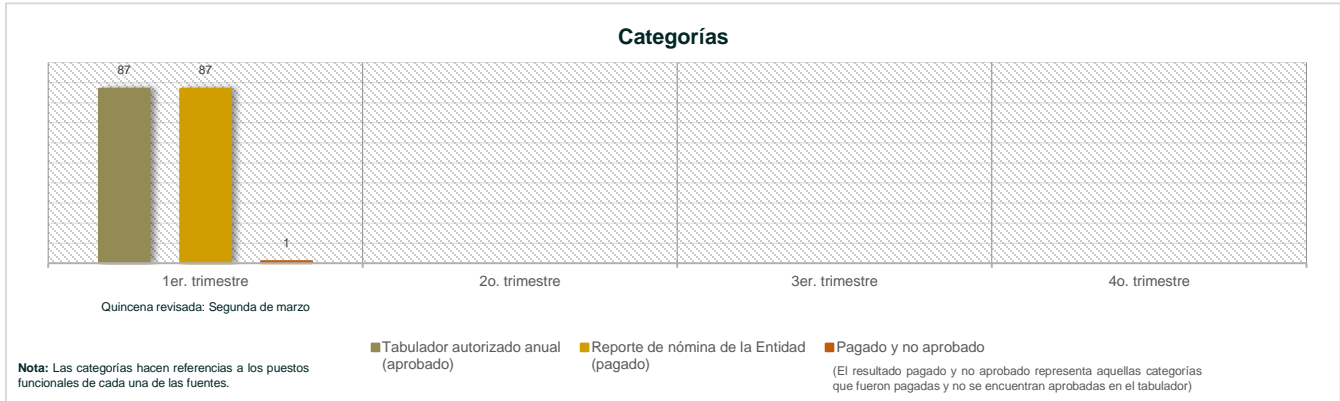 Categorías
87
87
1
1er. trimestre
2o. trimestre
3er. trimestre
4o. trimestre
Quincena revisada: Segunda de marzo
Tabulador autorizado anual
(aprobado)
Reporte de nómina de la Entidad
(pagado)
Pagado y no aprobado
(El resultado pagado y no aprobado representa aquellas categorías
que fueron pagadas y no se encuentran aprobadas en el tabulador)
Nota: Las categorías hacen referencias a los puestos
funcionales de cada una de las fuentes.